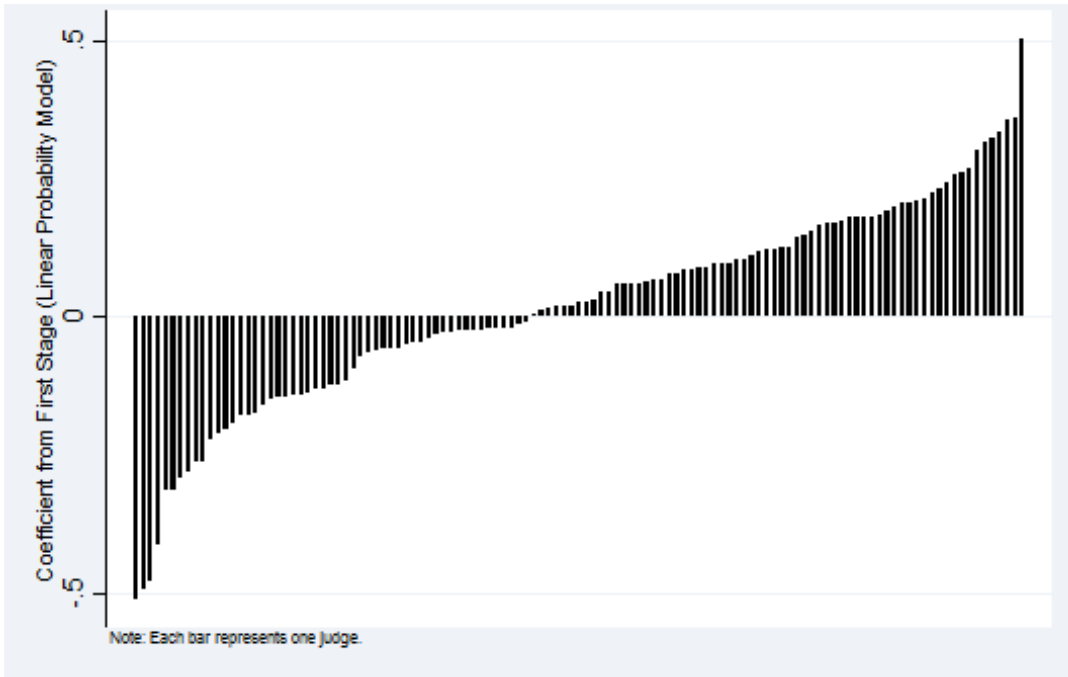 Coefficient from First Stage (Linear Probability Model)
.5
0
-.5
Note: Each bar represents one judge.